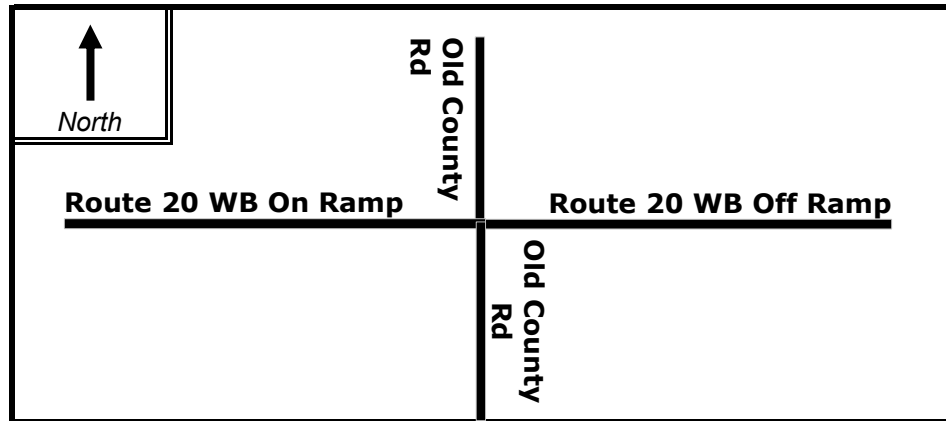 North
Old County
Rd
Route 20 WB On Ramp
Route 20 WB Off Ramp
Old County
Rd